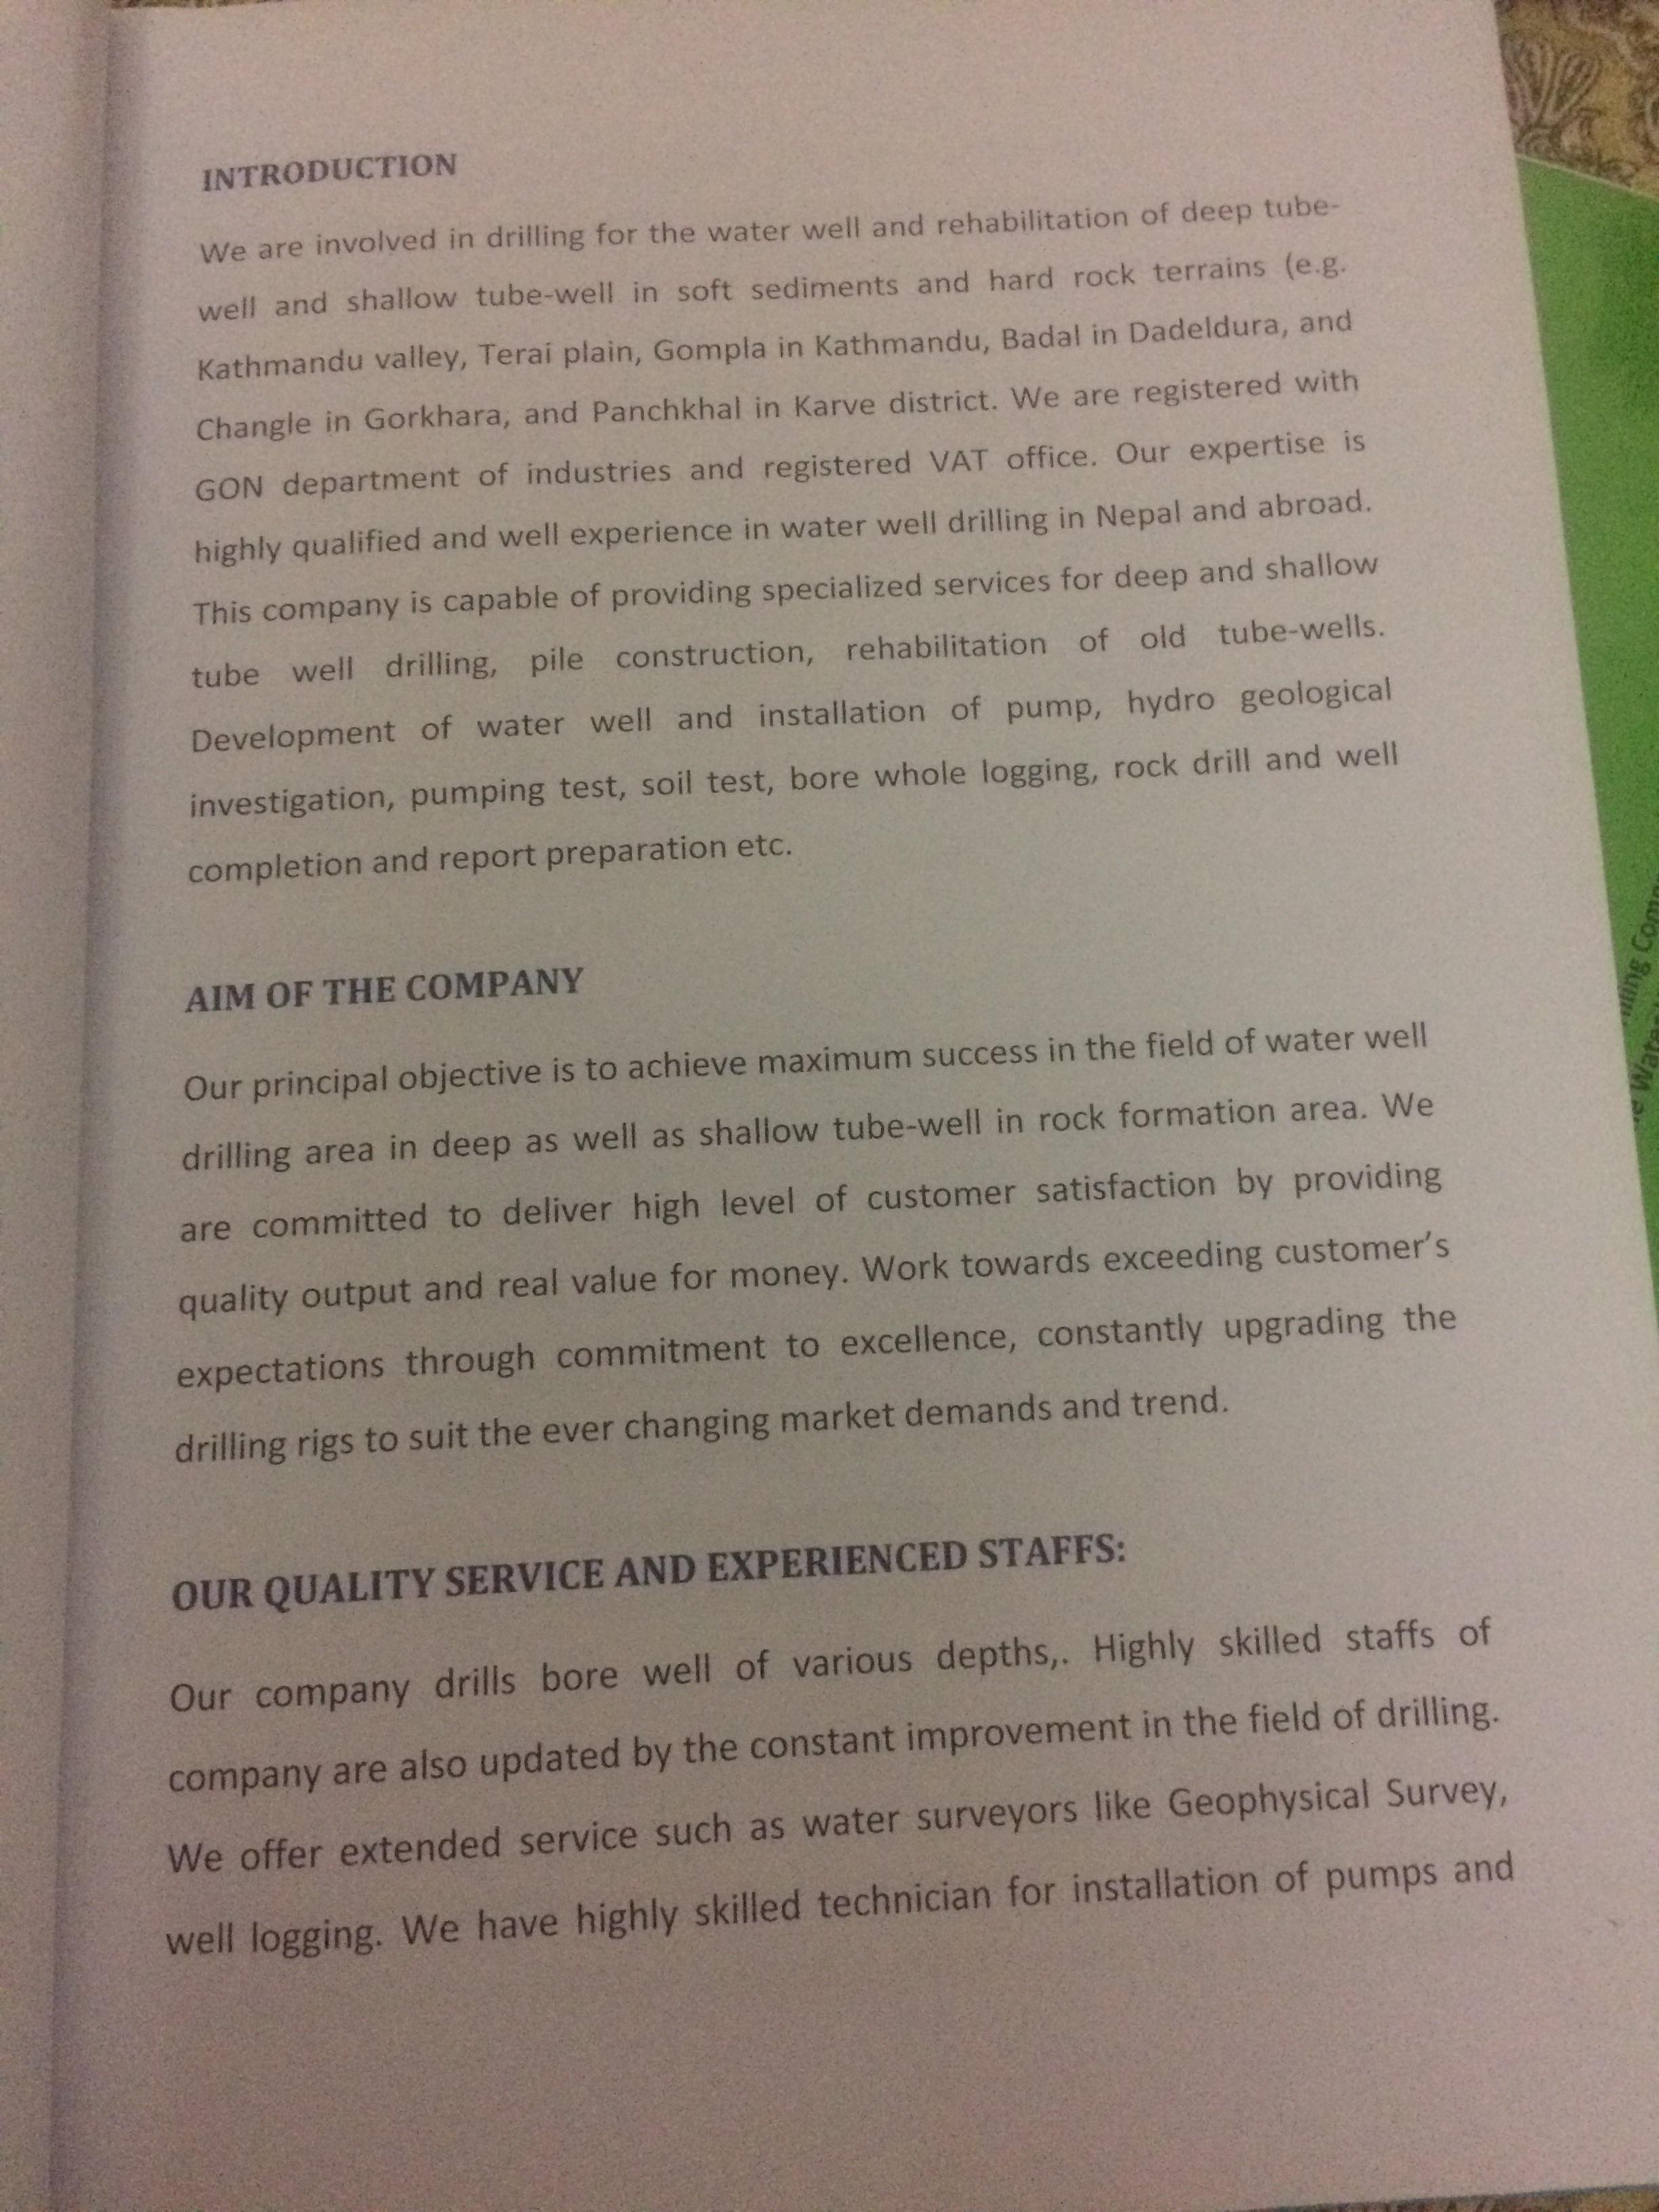 INTRODUCTION
We are involved in drilling for the water well and rehabilitation of deep tube-
well and shallow tube-well in soft sediments and hard rock terrains (e.g.
Kathmandu valley, Terai plain, Gompla in Kathmandu, Badal in Dadeldura, and
Changle in Gorkhara, and Panchkhal in Karve district. We are registered with
GON department of industries and registered VAT office. Our expertise is
highly qualified and well experience in water well drilling in Nepal and abroad.
This company is capable of providing specialized services for deep and shallow
tube well drilling, pile construction, rehabilitation of old tube-wells.
Development of water well and installation of pump, hydro geological
investigation, pumping test, soil test, bore whole logging, rock drill and well
completion and report preparation etc.
AIM OF THE COMPANY
Our principal objective is to achieve maximum success in the field of water well
drilling area in deep as well as shallow tube-well in rock formation area. We
are committed to deliver high level of customer satisfaction by providing
quality output and real value for money. Work towards exceeding customer's
expectations through commitment to excellence, constantly upgrading the
drilling rigs to suit the ever changing market demands and trend.
OUR QUALITY SERVICE AND EXPERIENCED STAFFS:
Our company drills bore well of various depths,. Highly skilled staffs of
company are also updated by the constant improvement in the field of drilling.
We offer extended service such as water surveyors like Geophysical Survey,
well logging. We have highly skilled technician for installation of pumps and